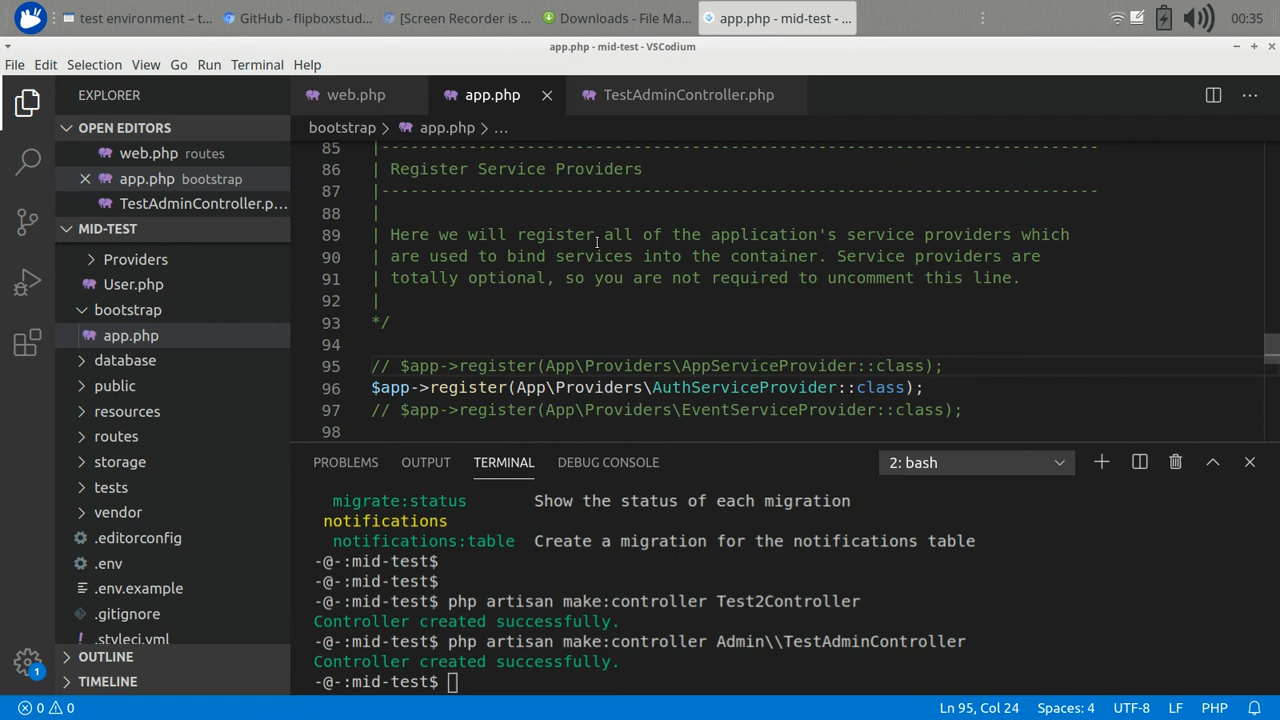 test environment – t...
GitHub - flipboxstud...
[Screen Recorder is ...
Downloads - File Ma...
app.php - mid-test - ...
00:35
app.php - mid-test - VSCodium
File Edit Selection View Go Run Terminal Help
EXPLORER
OPEN EDITORS
web.php routes
app.php bootstrap
TestAdminController.p...
MID-TEST
Providers
User.php
bootstrap
app.php
database
public
resources
routes
storage
tests
vendor
.editorconfig
.env
.env.example
.gitignore
.styleci.yml
OUTLINE
TIMELINE
1
web.php
app.php
TestAdminController.php
bootstrap > app.php > ...
85 |--------------------------------------------------------------------------
86 | Register Service Providers
87 |--------------------------------------------------------------------------
88 |
89 | Here we will register all of the application's service providers which
90 | are used to bind services into the container. Service providers are
91 | totally optional, so you are not required to uncomment this line.
92 |
93 */
94
95 // $app->register(App\Providers\AppServiceProvider::class);
96 $app->register(App\Providers\AuthServiceProvider::class);
97 // $app->register(App\Providers\EventServiceProvider::class);
98
PROBLEMS OUTPUT TERMINAL DEBUG CONSOLE
2: bash
migrate:status Show the status of each migration
notifications
notifications:table Create a migration for the notifications table
-@-:mid-test$
-@-:mid-test$
-@-:mid-test$ php artisan make:controller Test2Controller
Controller created successfully.
-@-:mid-test$ php artisan make:controller Admin\\TestAdminController
Controller created successfully.
-@-:mid-test$
0 0
Ln 95, Col 24
Spaces: 4
UTF-8
LF
PHP